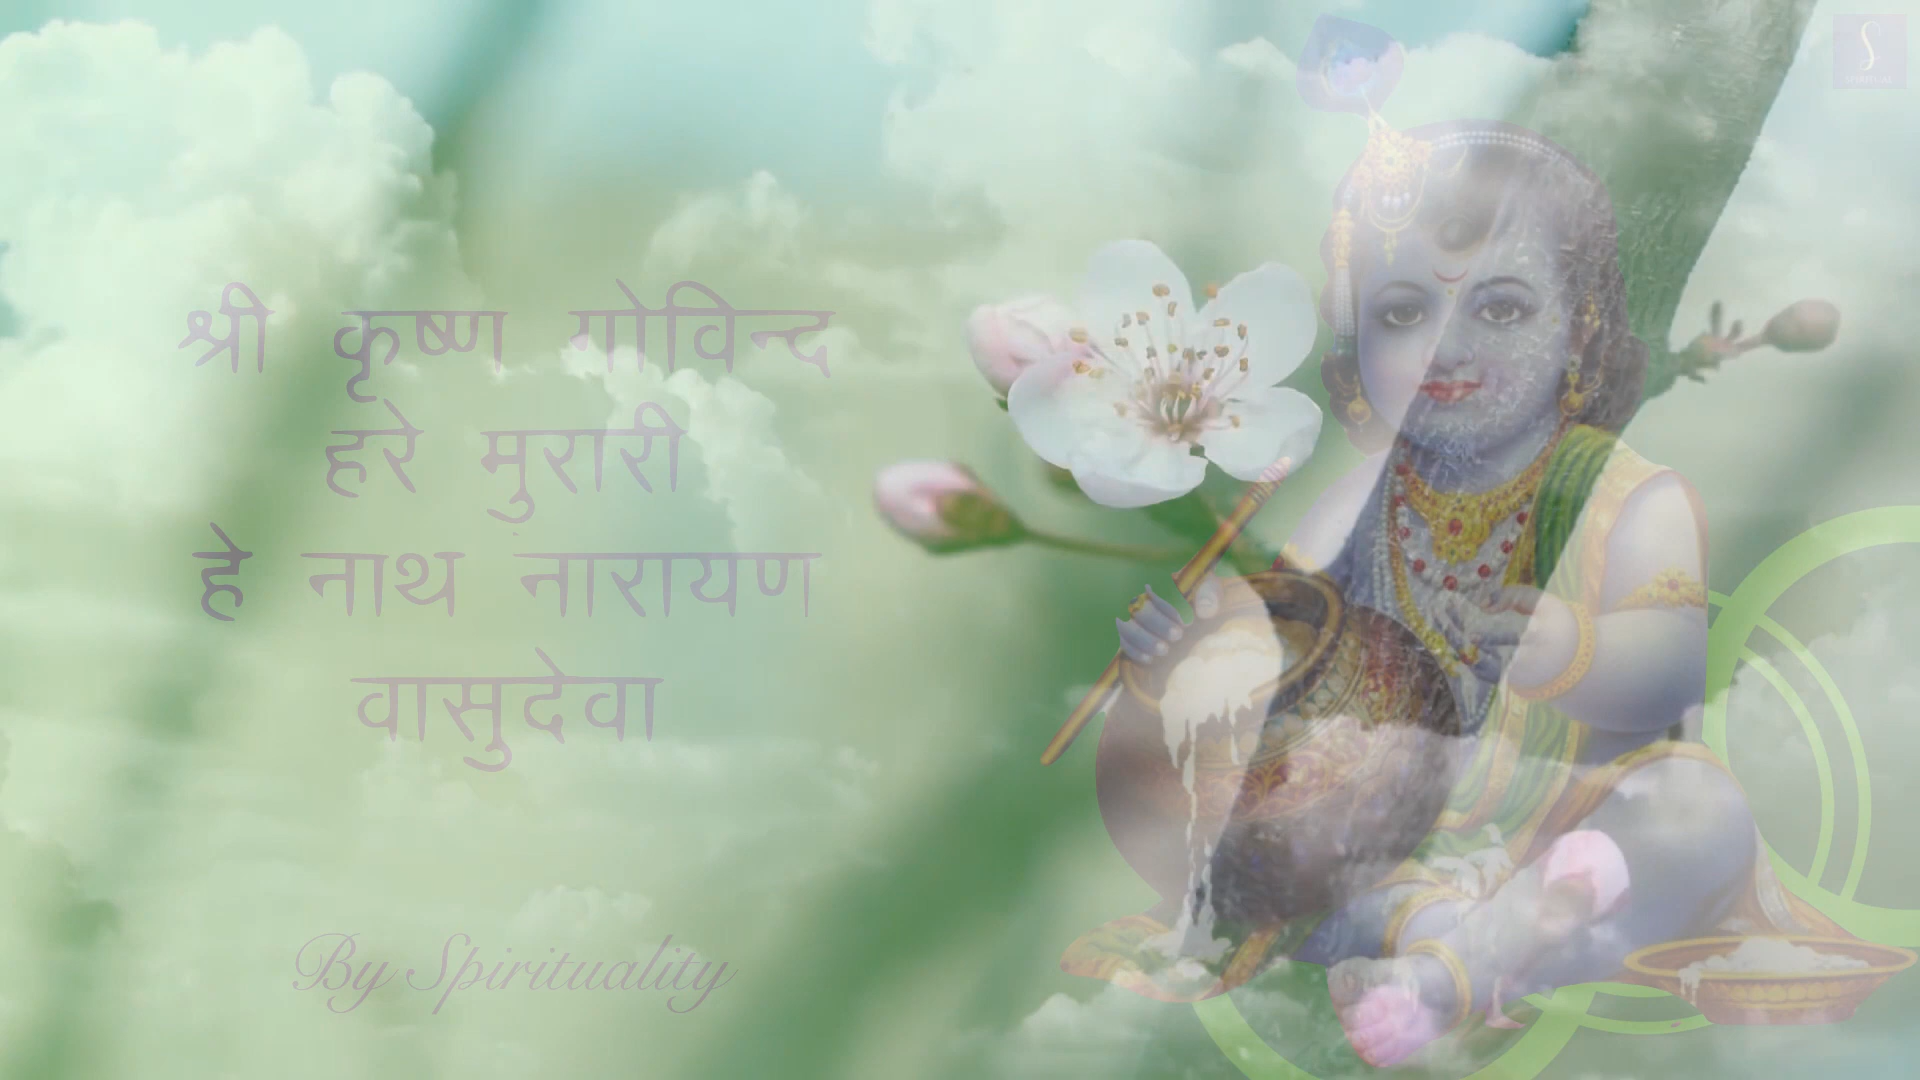 श्री कृष्ण गोविन्द
हरे मुरारी
हे नाथ नारायण
वासुदेवा
By Spirituality
S